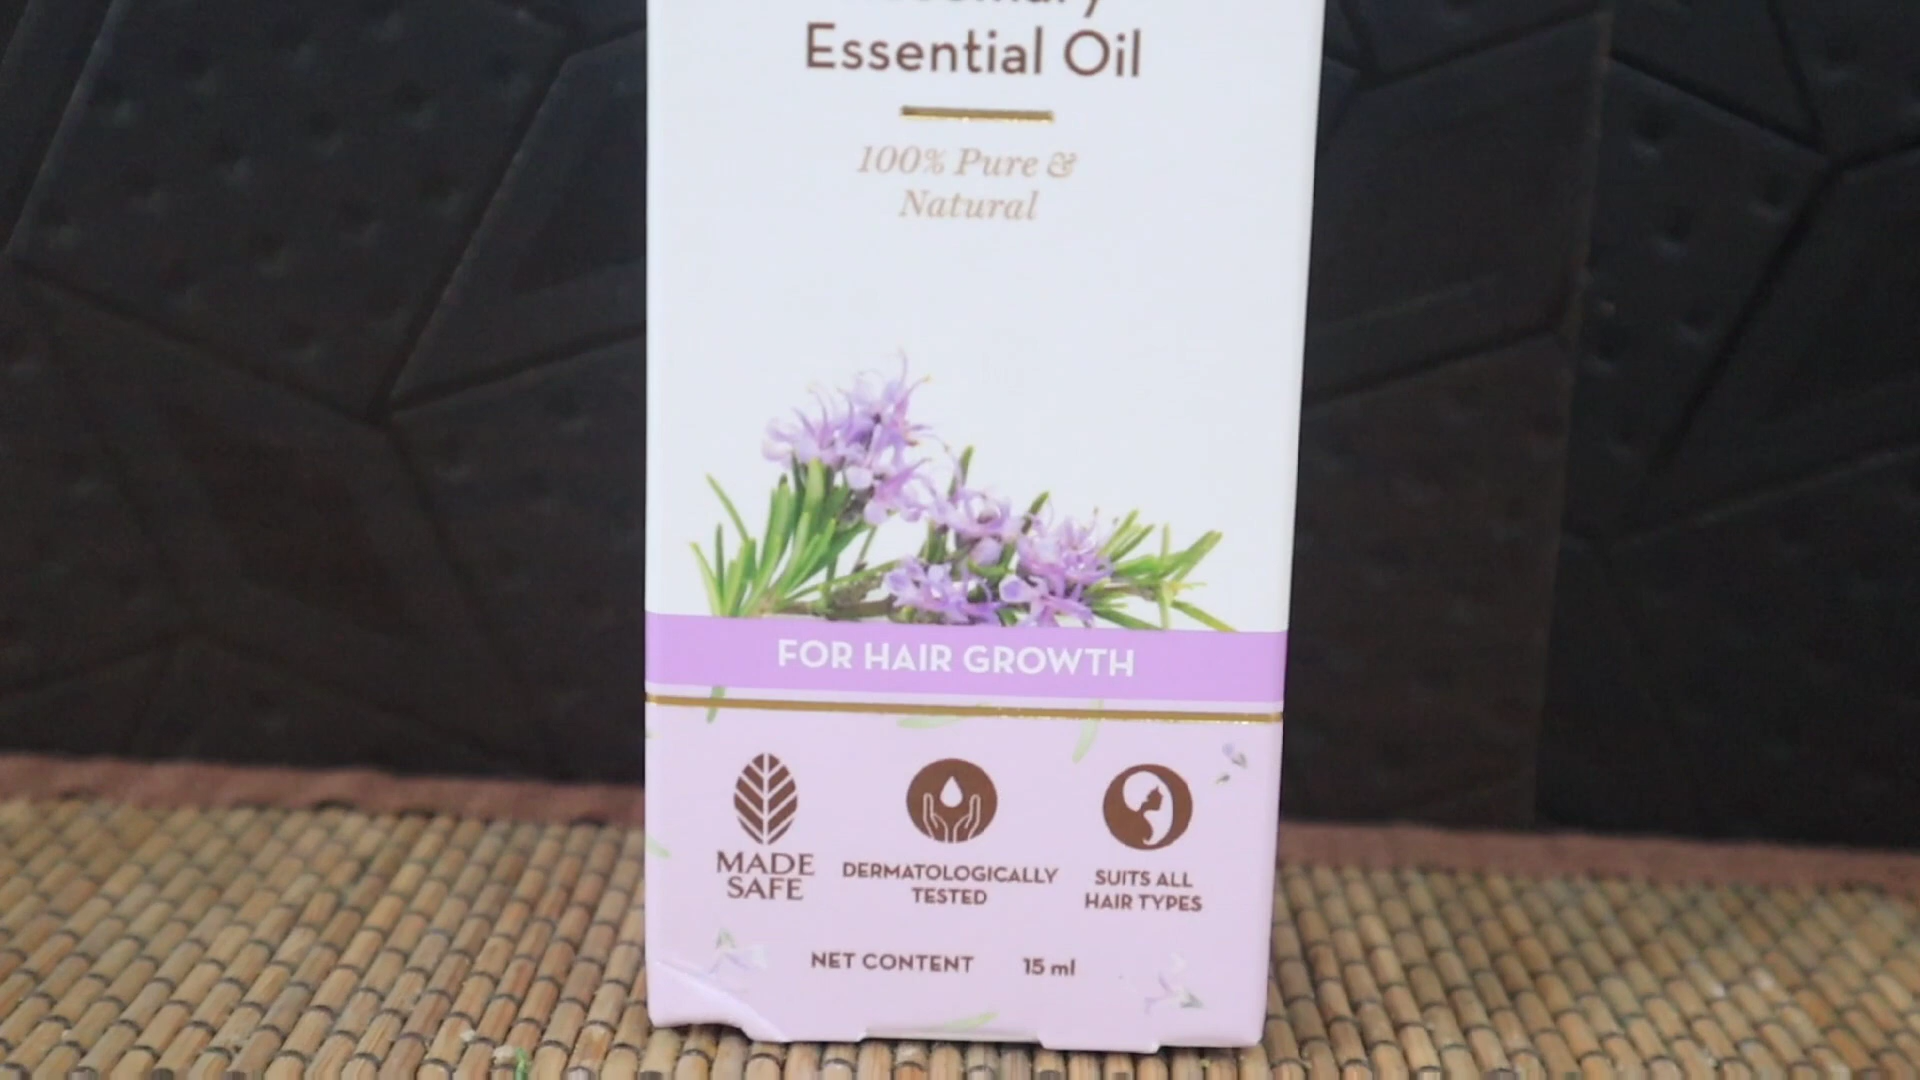 Essential Oil
100% Pure &
Natural
FOR HAIR GROWTH
MADE
SAFE
DERMATOLOGICALLY
TESTED
SUITS ALL
HAIR TYPES
NET CONTENT 15 ml